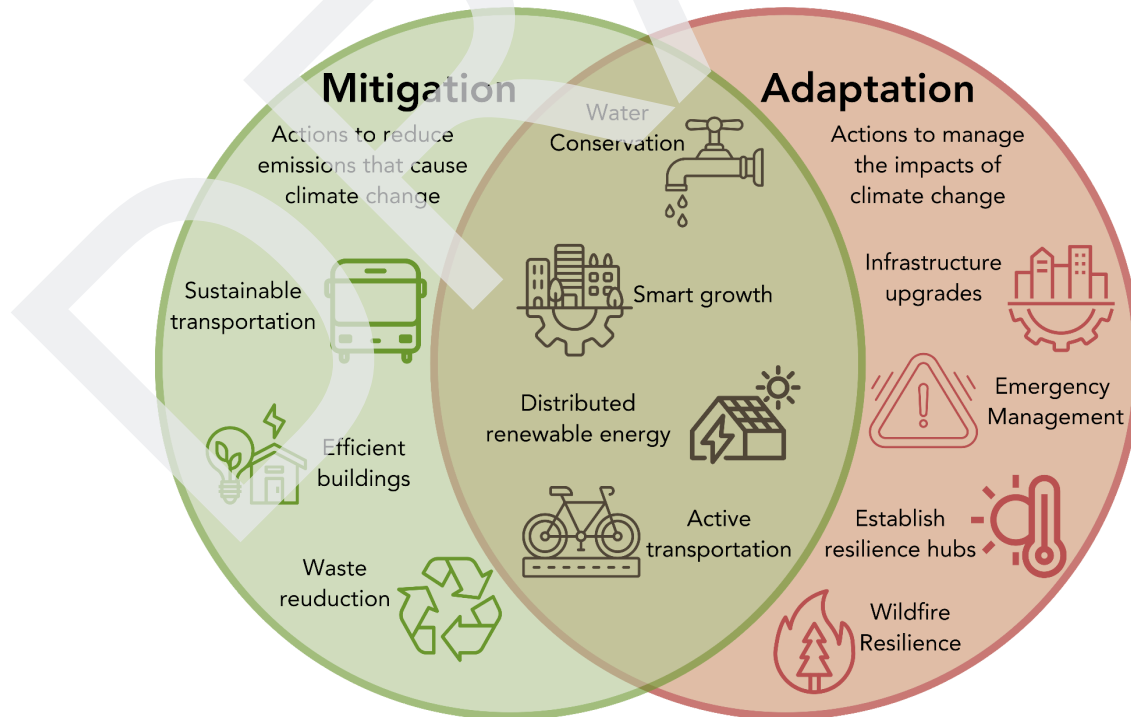 Mitigation
Actions to reduce
emissions that cause
climate change
Sustainable
transportation
Efficient
buildings
Waste
reuduction
Water
Conservation
Smart growth
Distributed
renewable energy
Active
transportation
Adaptation
Actions to manage
the impacts of
climate change
Infrastructure
upgrades
Emergency
Management
Establish
resilience hubs
Wildfire
Resilience